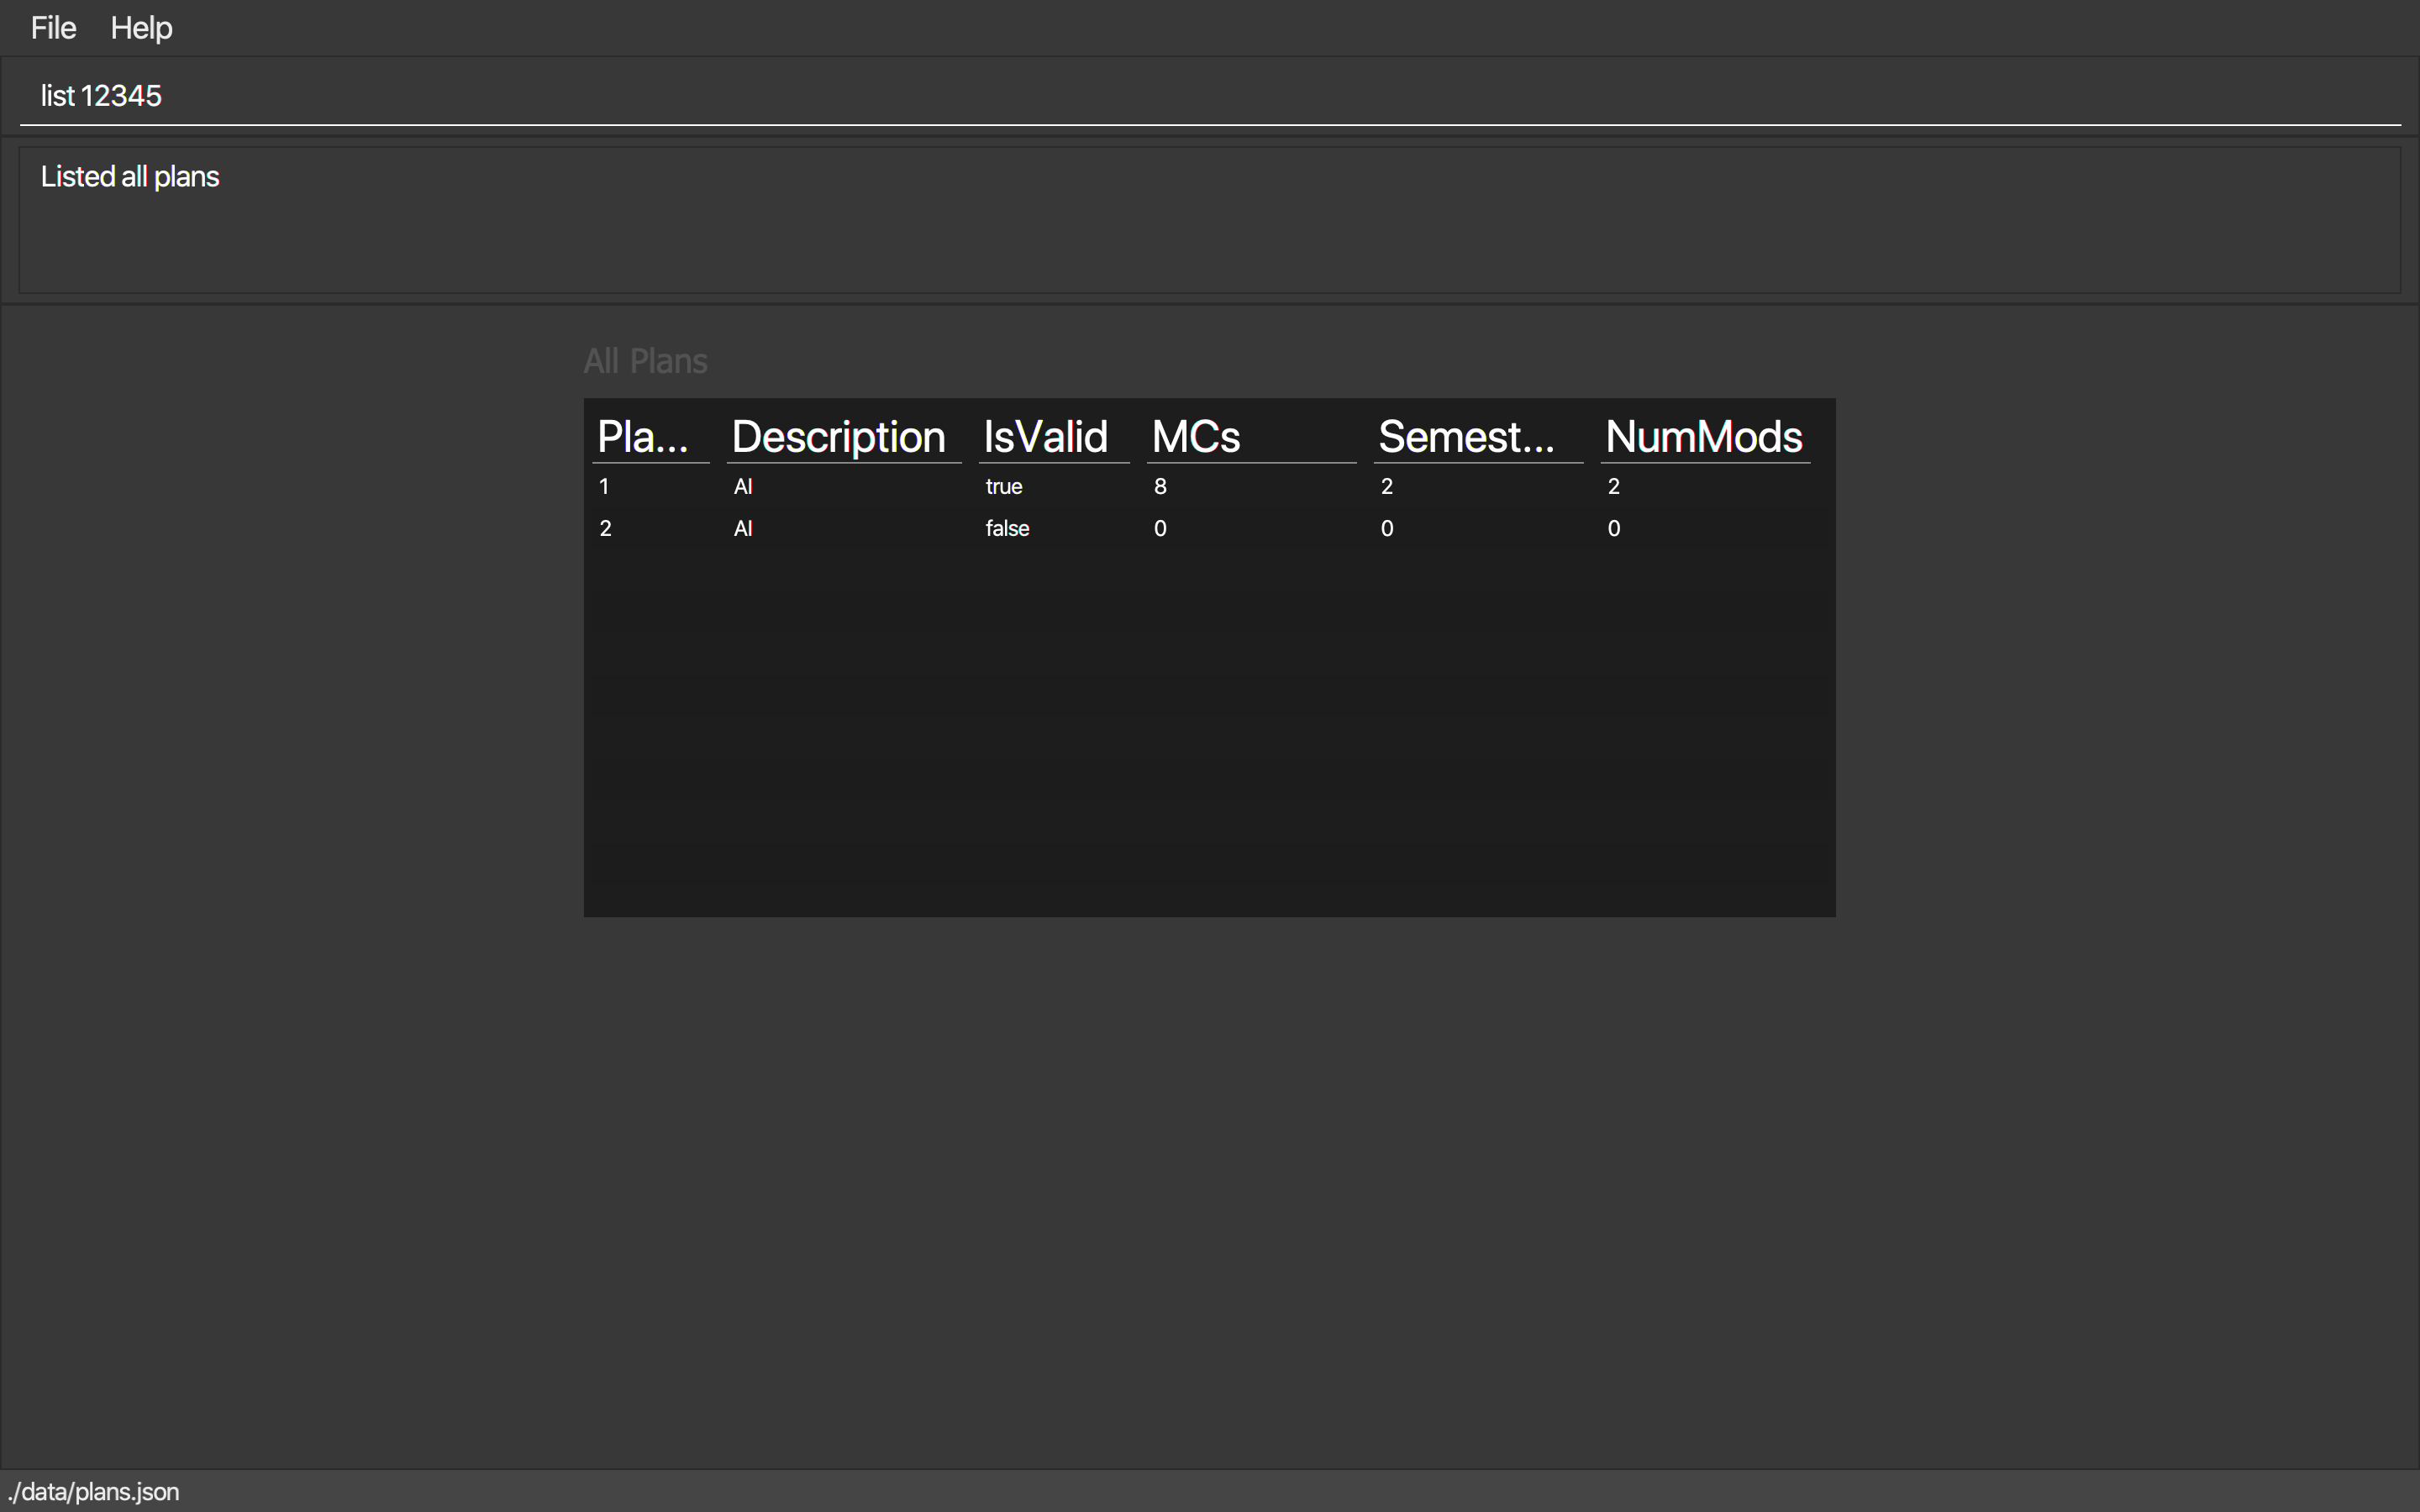 File Help
list 12345
Listed all plans
All Plans
Pla... Description IsValid MCs Semest... NumMods
1 AI true 8 2 2
2 AI false 0 0 0
./data/plans.json